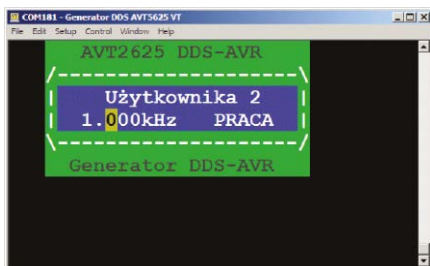 COM181 - Generator DDS AVT5625 VT
File Edit Setup Control Window Help
AVT2625 DDS-AVR
/---------------------\
| Użytkownika 2 |
| 1.000kHz PRACA |
\---------------------/
Generator DDS-AVR